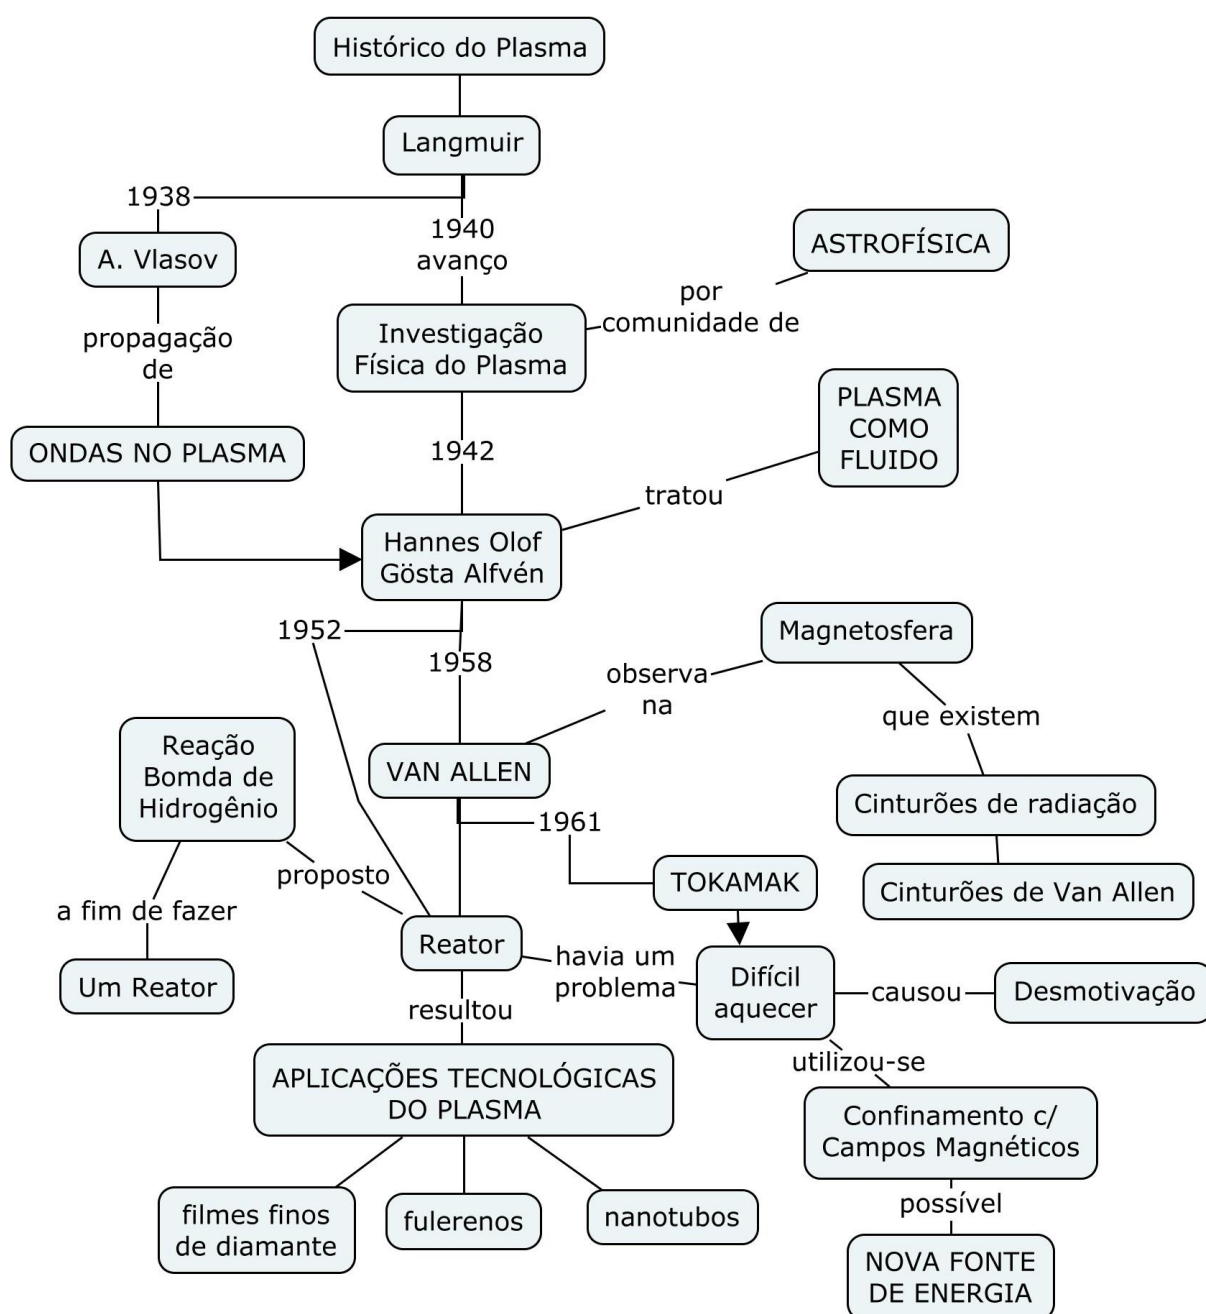 Histórico do Plasma
Langmuir
1938
1940
avanço
A. Vlasov
ASTROFÍSICA
por
comunidade de
propagação
de
Investigação
Física do Plasma
ONDAS NO PLASMA
1942
PLASMA
COMO
FLUIDO
tratou
Hannes Olof
Gösta Alfvén
1952
1958
Magnetosfera
observa
na
que existem
Reação
Bomda de
Hidrogênio
VAN ALLEN
Cinturões de radiação
1961
proposto
TOKAMAK
Cinturões de Van Allen
a fim de fazer
Um Reator
Reator
havia um
problema
Difícil
aquecer
causou
Desmotivação
resultou
utilizou-se
APLICAÇÕES TECNOLÓGICAS
DO PLASMA
Confinamento c/
Campos Magnéticos
filmes finos
de diamante
fulerenos
nanotubos
possível
NOVA FONTE
DE ENERGIA